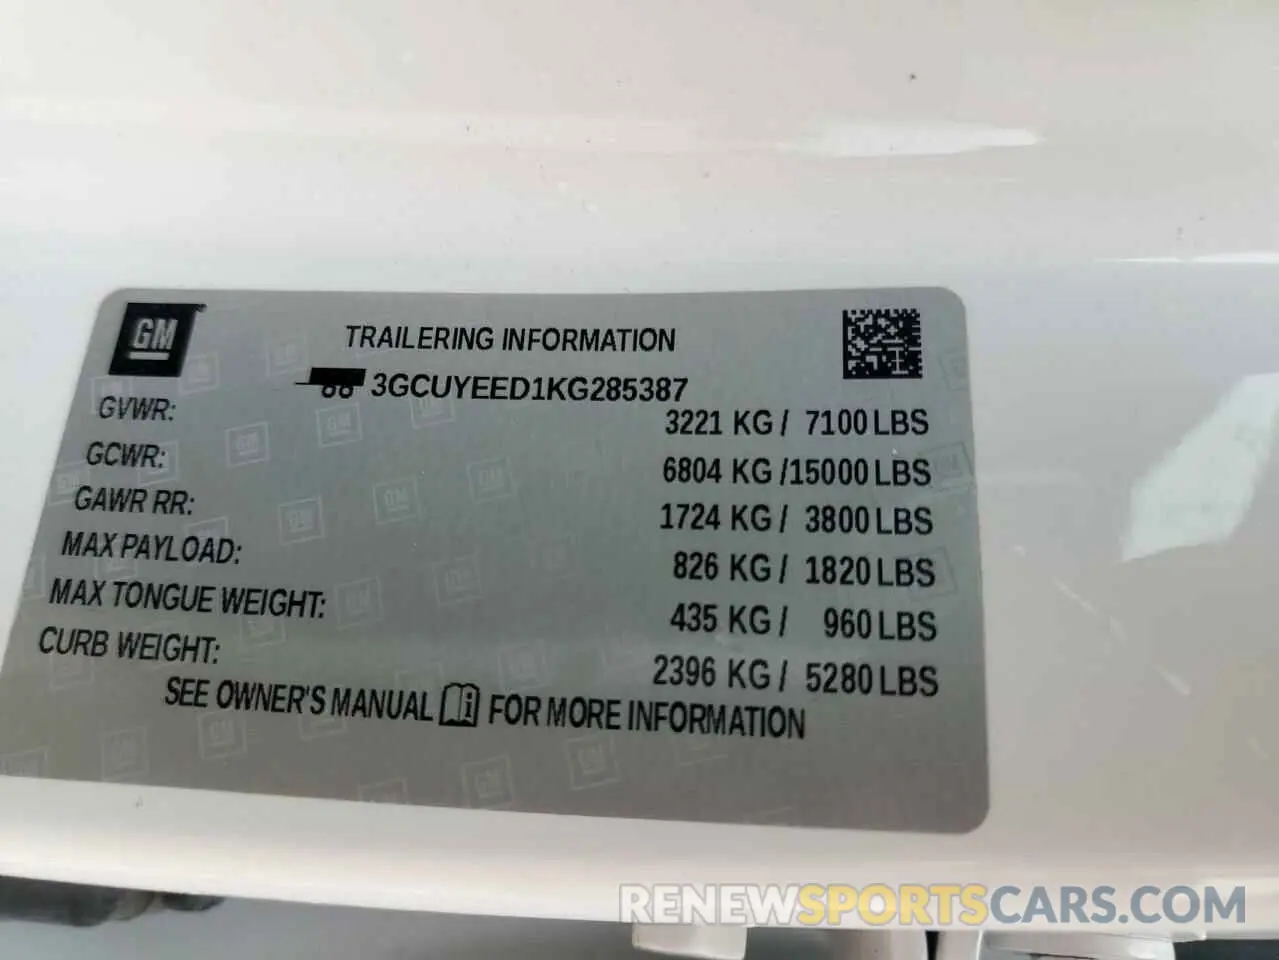 GM
TRAILERING INFORMATION
3GCUYEED1KG285387
GVWR: 3221 KG / 7100 LBS
GCWR: 6804 KG /15000 LBS
GAWR RR: 1724 KG / 3800 LBS
MAX PAYLOAD: 826 KG / 1820 LBS
MAX TONGUE WEIGHT: 435 KG / 960 LBS
CURB WEIGHT: 2396 KG / 5280 LBS
SEE OWNER'S MANUAL FOR MORE INFORMATION
RENEWSPORTSCARS.COM